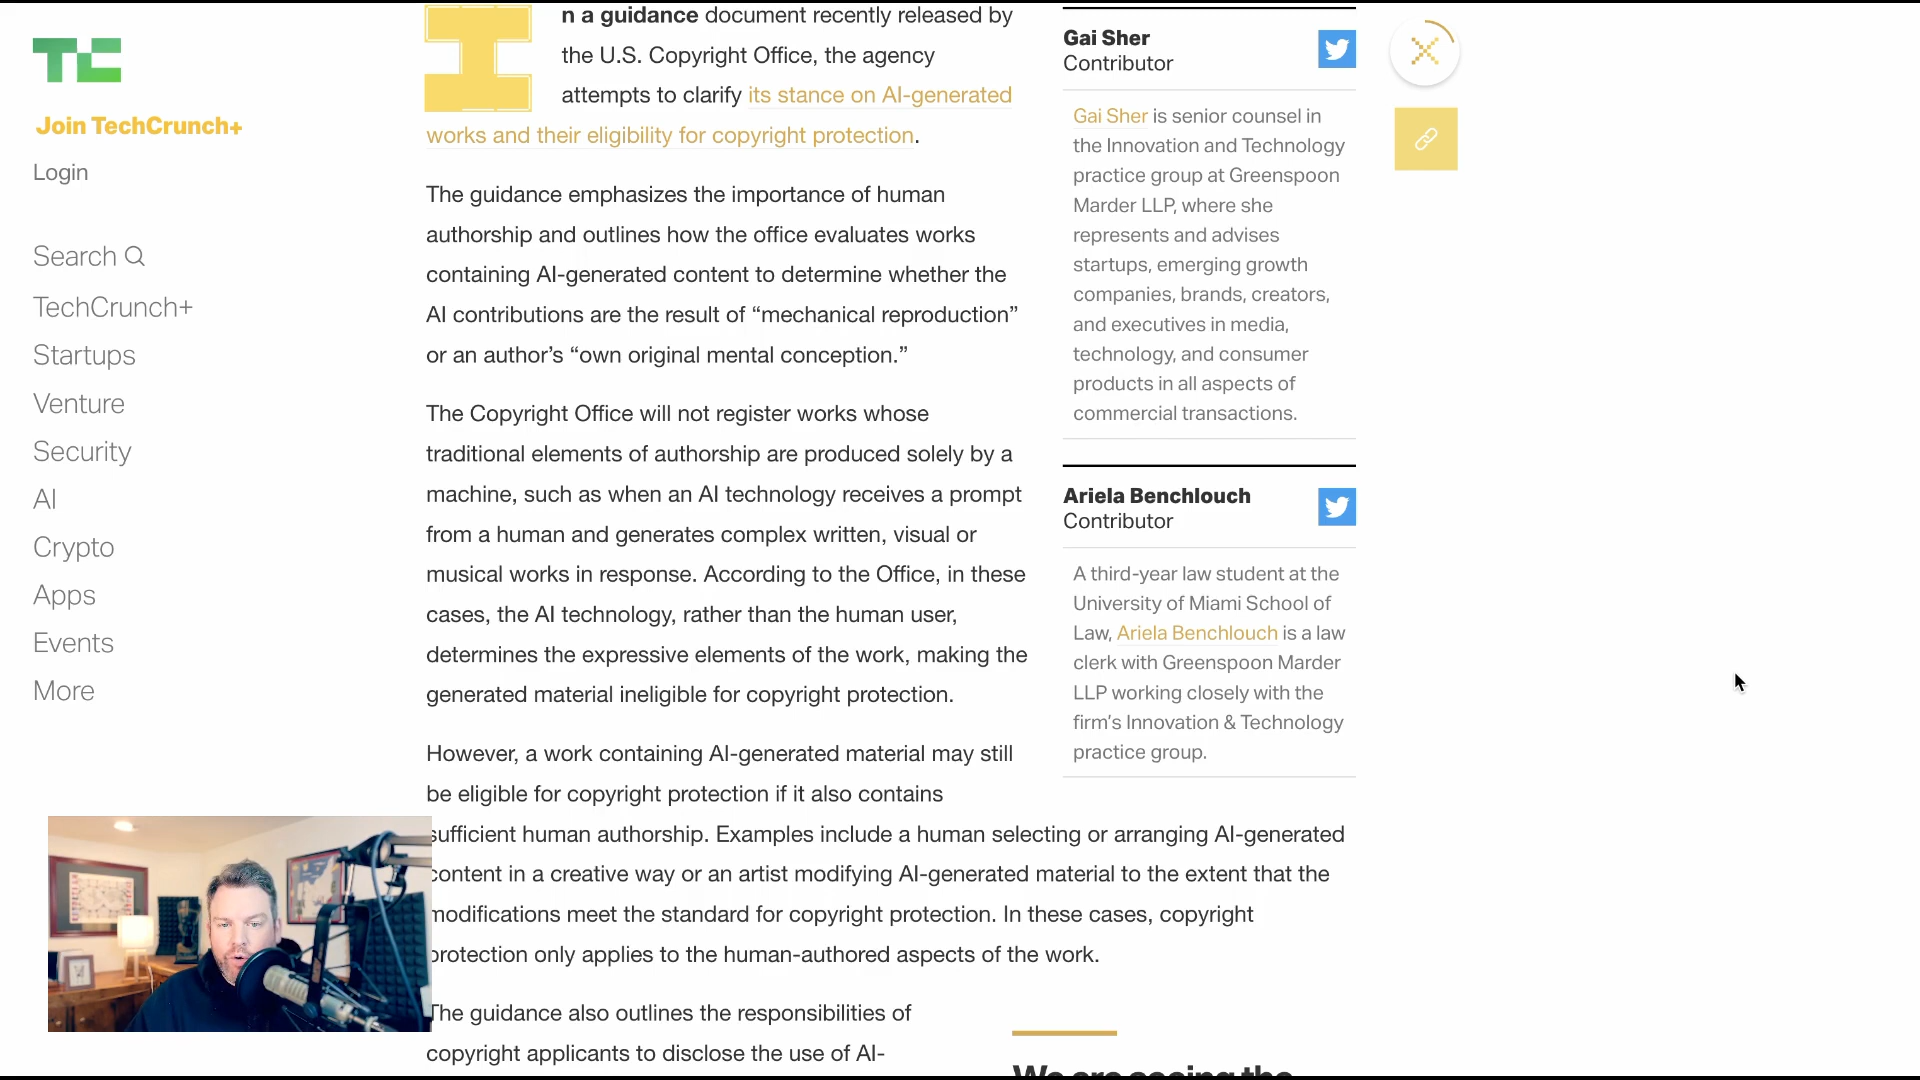 TC
Join TechCrunch+
Login
Search
TechCrunch+
Startups
Venture
Security
AI
Crypto
Apps
Events
More
In a guidance document recently released by
the U.S. Copyright Office, the agency
attempts to clarify its stance on AI-generated
works and their eligibility for copyright protection.
The guidance emphasizes the importance of human
authorship and outlines how the office evaluates works
containing AI-generated content to determine whether the
AI contributions are the result of “mechanical reproduction”
or an author’s “own original mental conception.”
The Copyright Office will not register works whose
traditional elements of authorship are produced solely by a
machine, such as when an AI technology receives a prompt
from a human and generates complex written, visual or
musical works in response. According to the Office, in these
cases, the AI technology, rather than the human user,
determines the expressive elements of the work, making the
generated material ineligible for copyright protection.
However, a work containing AI-generated material may still
be eligible for copyright protection if it also contains
sufficient human authorship. Examples include a human selecting or arranging AI-generated
content in a creative way or an artist modifying AI-generated material to the extent that the
modifications meet the standard for copyright protection. In these cases, copyright
protection only applies to the human-authored aspects of the work.
The guidance also outlines the responsibilities of
copyright applicants to disclose the use of AI-
Gai Sher
Contributor
Gai Sher is senior counsel in
the Innovation and Technology
practice group at Greenspoon
Marder LLP, where she
represents and advises
startups, emerging growth
companies, brands, creators,
and executives in media,
technology, and consumer
products in all aspects of
commercial transactions.
Ariela Benchlouch
Contributor
A third-year law student at the
University of Miami School of
Law, Ariela Benchlouch is a law
clerk with Greenspoon Marder
LLP working closely with the
firm’s Innovation & Technology
practice group.
We are seeing the